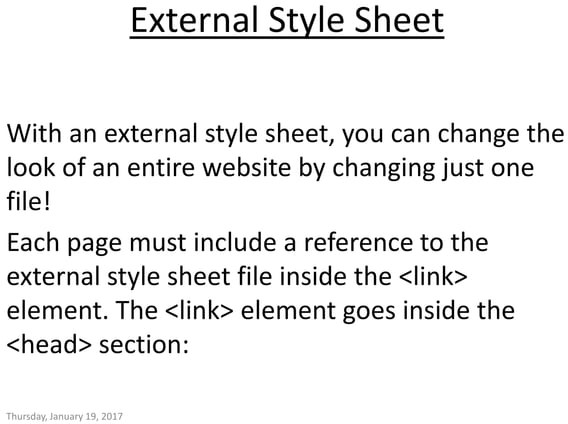 External Style Sheet
With an external style sheet, you can change the
look of an entire website by changing just one
file!
Each page must include a reference to the
external style sheet file inside the <link>
element. The <link> element goes inside the
<head> section:
Thursday, January 19, 2017